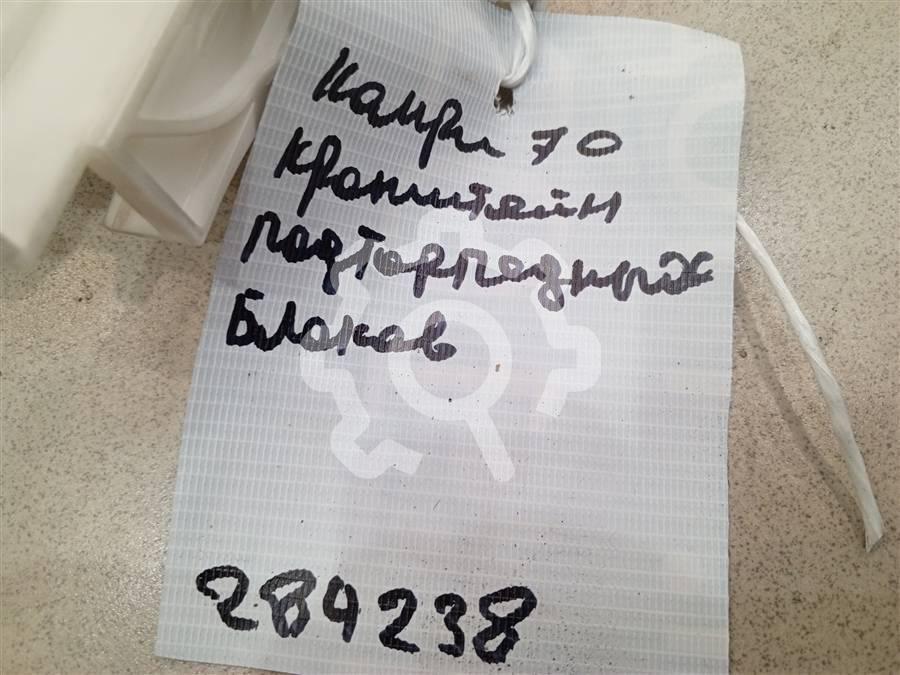 Камри 70
Кронштейн
Подторпедных
Блоков
284238